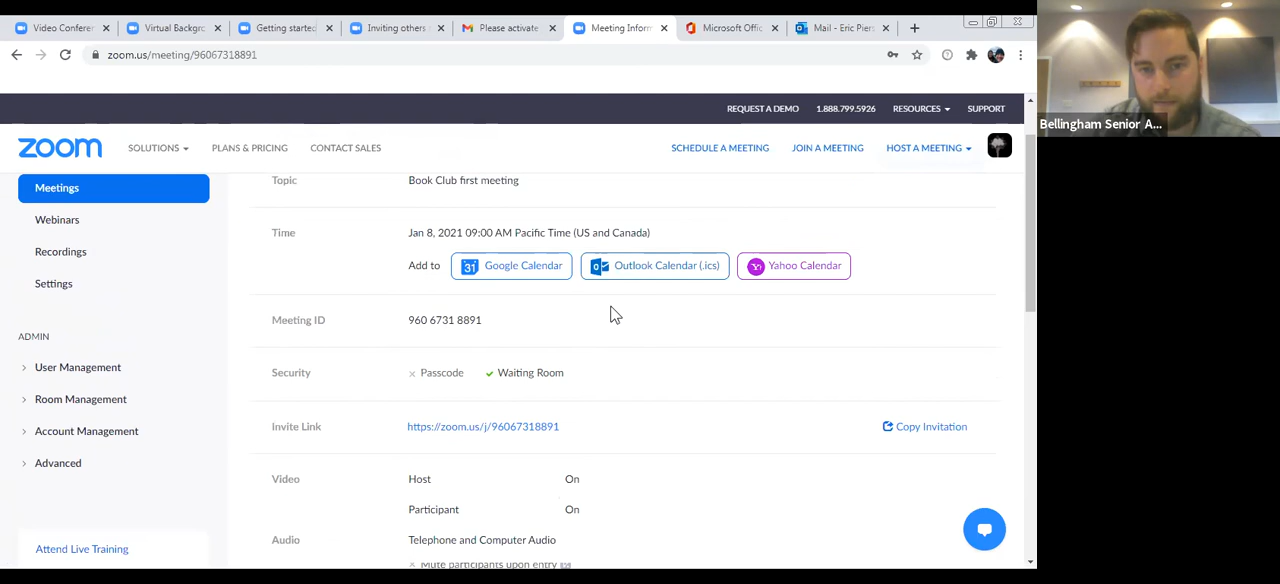 Video Conferen
Virtual Backgro
Getting started
Inviting others
Please activate
Meeting Inform
Microsoft Offic
Mail - Eric Piers
zoom.us/meeting/96067318891
REQUEST A DEMO 1.888.799.5926 RESOURCES SUPPORT
zoom SOLUTIONS PLANS & PRICING CONTACT SALES SCHEDULE A MEETING JOIN A MEETING HOST A MEETING
Bellingham Senior A...
Meetings
Webinars
Recordings
Settings
ADMIN
User Management
Room Management
Account Management
Advanced
Attend Live Training
Topic Book Club first meeting
Time Jan 8, 2021 09:00 AM Pacific Time (US and Canada)
Add to 31 Google Calendar Outlook Calendar (.ics) Yahoo Calendar
Meeting ID 960 6731 8891
Security Passcode Waiting Room
Invite Link https://zoom.us/j/96067318891 Copy Invitation
Video Host On
Participant On
Audio Telephone and Computer Audio
Mute participants upon entry